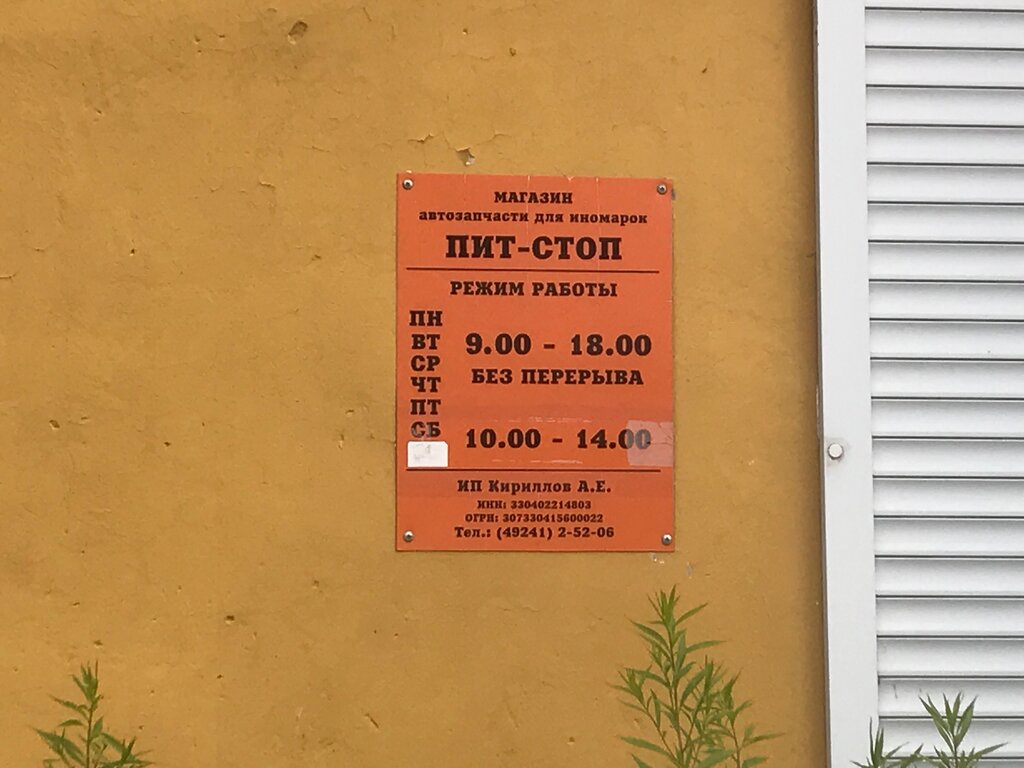 МАГАЗИН
автозапчасти для иномарок
ПИТ-СТОП
РЕЖИМ РАБОТЫ
ПН
ВТ
СР
ЧТ
ПТ
СБ
9.00 - 18.00
БЕЗ ПЕРЕРЫВА
10.00 - 14.00
ИП Кириллов А.Е.
ИНН: 330402214803
ОГРН: 307330415600022
Тел.: (49241) 2-52-06